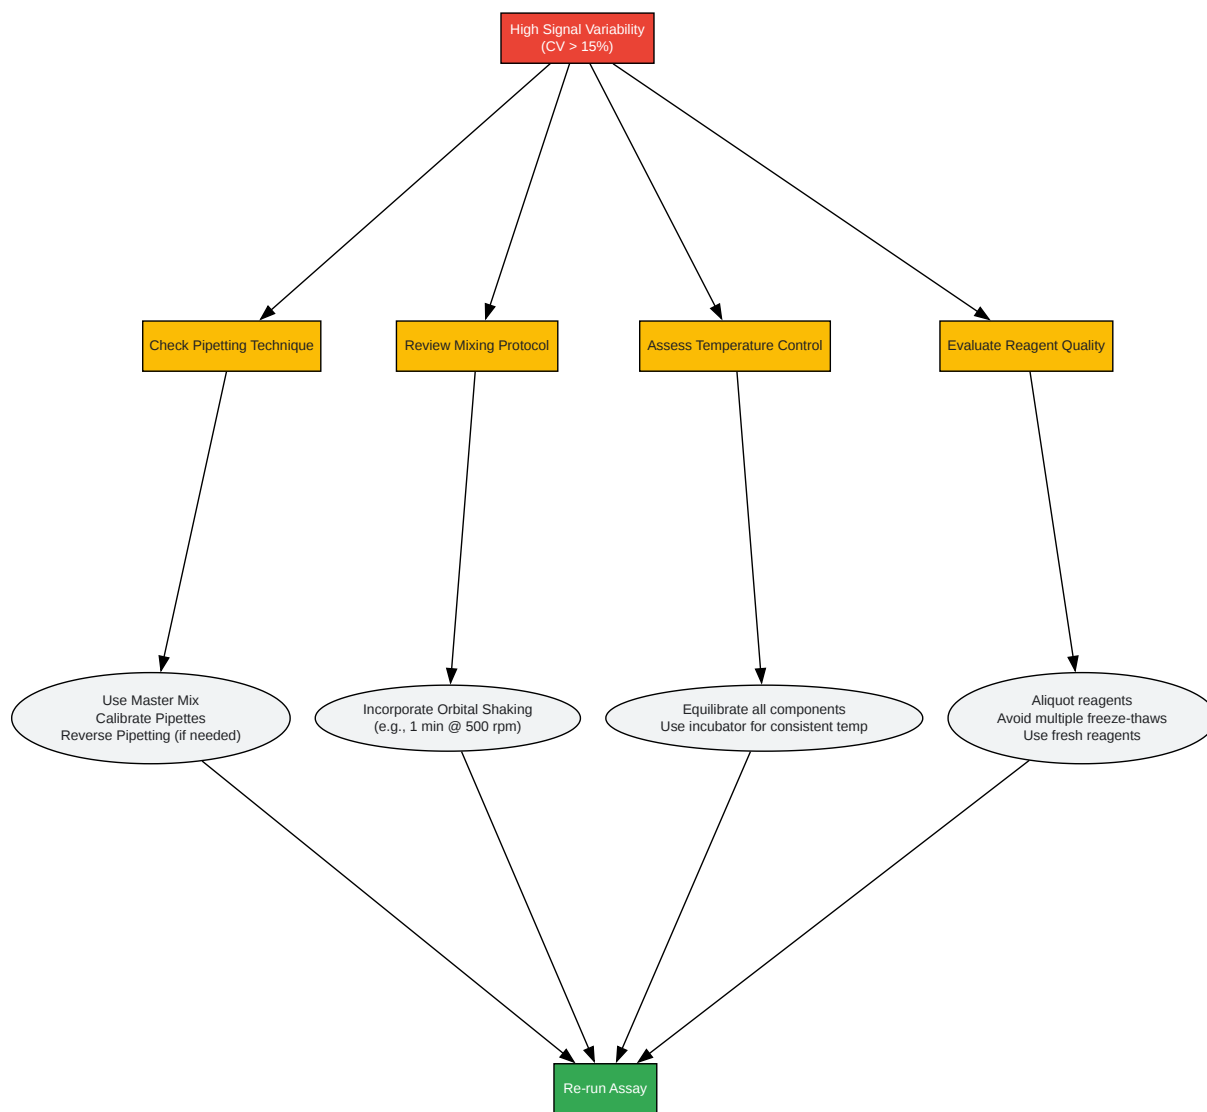 High Signal Variability
(CV > 15%)
Check Pipetting Technique
Review Mixing Protocol
Assess Temperature Control
Evaluate Reagent Quality
Use Master Mix
Calibrate Pipettes
Reverse Pipetting (if needed)
Incorporate Orbital Shaking
(e.g., 1 min @ 500 rpm)
Equilibrate all components
Use incubator for consistent temp
Aliquot reagents
Avoid multiple freeze-thaws
Use fresh reagents
Re-run Assay